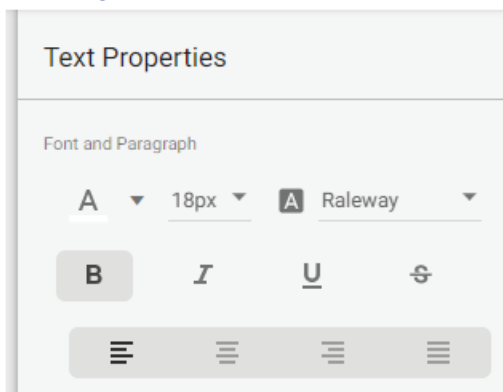 Text Properties
Font and Paragraph
A 18px A Raleway
B I U S